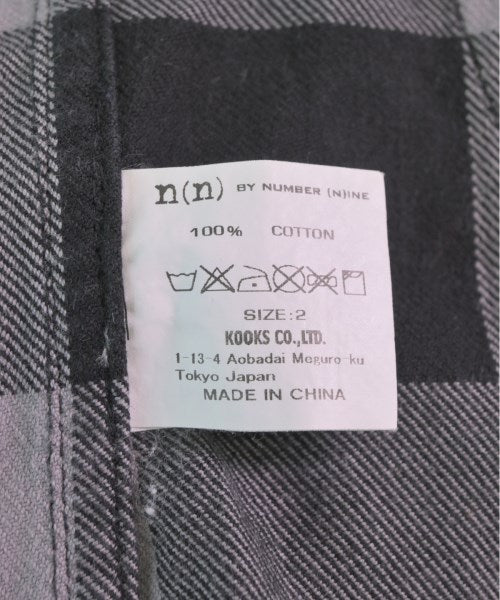 n(n) BY NUMBER (N)INE
100% COTTON
SIZE:2
KOOKS CO.,LTD.
1-13-4 Aobadai Meguro-ku
Tokyo Japan
MADE IN CHINA